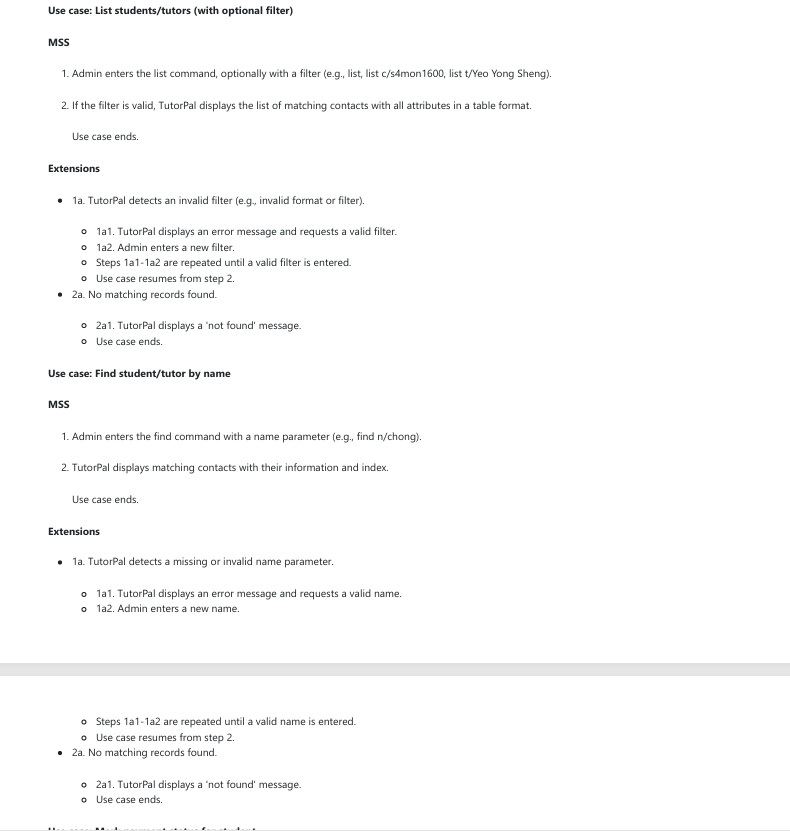 Use case: List students/tutors (with optional filter)
MSS
1. Admin enters the list command, optionally with a filter (e.g., list, list c/s4mon1600, list t/Yeo Yong Sheng).
2. If the filter is valid, TutorPal displays the list of matching contacts with all attributes in a table format.
Use case ends.
Extensions
• 1a. TutorPal detects an invalid filter (e.g., invalid format or filter).
○ 1a1. TutorPal displays an error message and requests a valid filter.
○ 1a2. Admin enters a new filter.
○ Steps 1a1-1a2 are repeated until a valid filter is entered.
○ Use case resumes from step 2.
• 2a. No matching records found.
○ 2a1. TutorPal displays a 'not found' message.
○ Use case ends.
Use case: Find student/tutor by name
MSS
1. Admin enters the find command with a name parameter (e.g., find n/chong).
2. TutorPal displays matching contacts with their information and index.
Use case ends.
Extensions
• 1a. TutorPal detects a missing or invalid name parameter.
○ 1a1. TutorPal displays an error message and requests a valid name.
○ 1a2. Admin enters a new name.
○ Steps 1a1-1a2 are repeated until a valid name is entered.
○ Use case resumes from step 2.
• 2a. No matching records found.
○ 2a1. TutorPal displays a 'not found' message.
○ Use case ends.